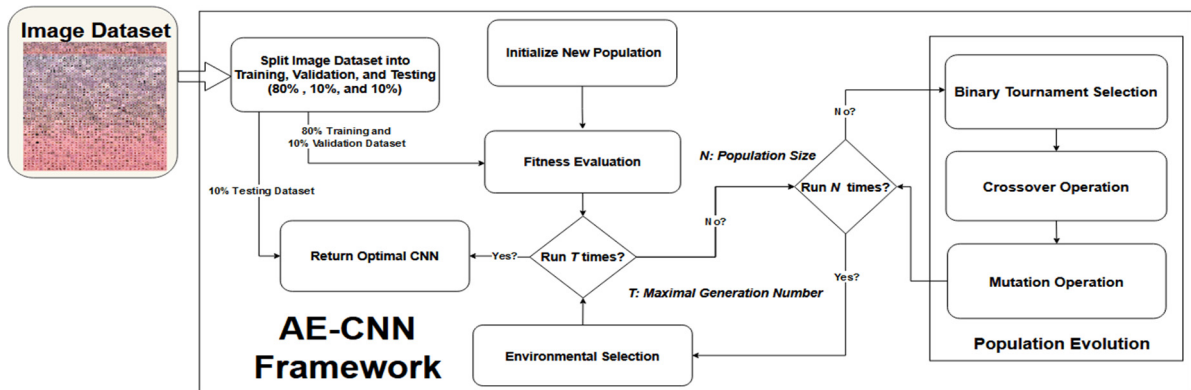 Image Dataset
Split Image Dataset into
Training, Validation, and Testing
(80% , 10%, and 10%)
Initialize New Population
80% Training and
10% Validation Dataset
10% Testing Dataset
Fitness Evaluation
N: Population Size
No?
Run N times?
Binary Tournament Selection
Crossover Operation
Mutation Operation
Population Evolution
No?
Return Optimal CNN
Yes?
Run T times?
Yes?
T: Maximal Generation Number
AE-CNN
Framework
Environmental Selection